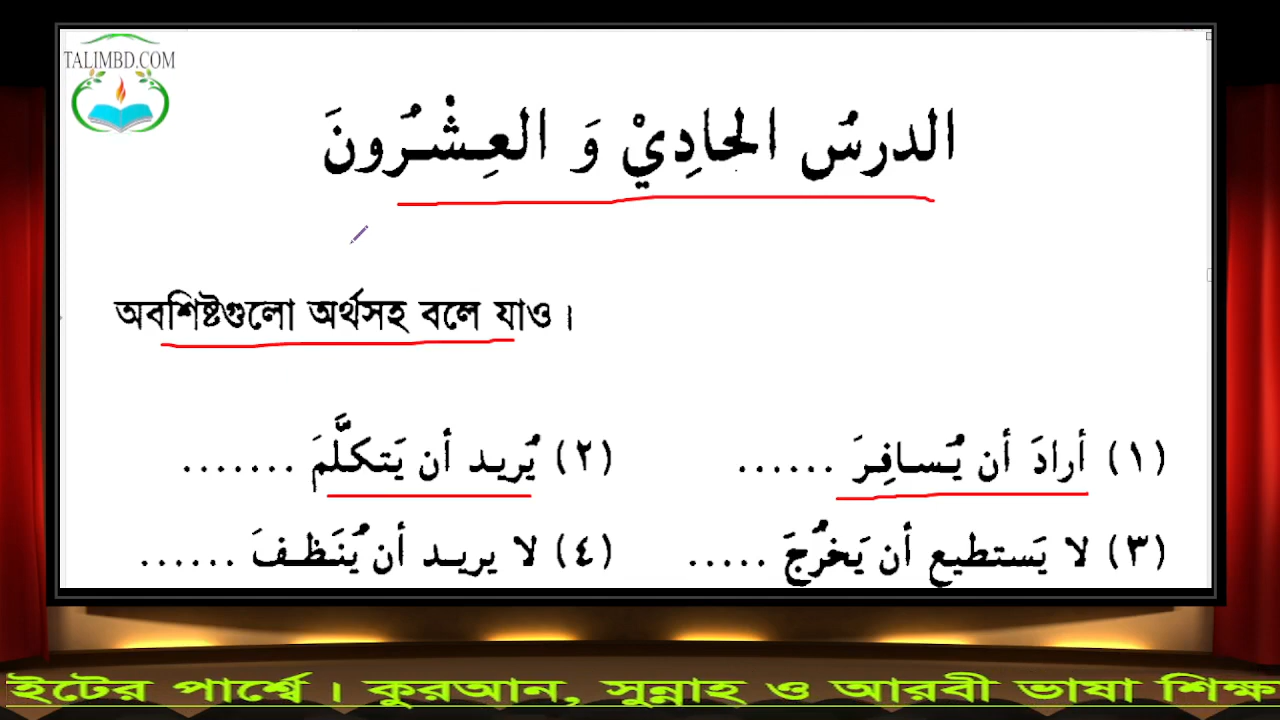 TALIMBD.COM
الدرسُ الحادِيْ وَ العِشْرُونَ
অবশিষ্টগুলো অর্থসহ বলে যাও ।
(١) أرادَ أن يُسافِرَ ......
(٢) يُريد أن يَتكلَّمَ .......
(٣) لا يَستطيع أن يَخرُجَ .....
(٤) لا يريد أن يُنَظفَ ......
ইটের পার্শ্বে । কুরআন, সুন্নাহ ও আরবী ভাষা শিক্ষ